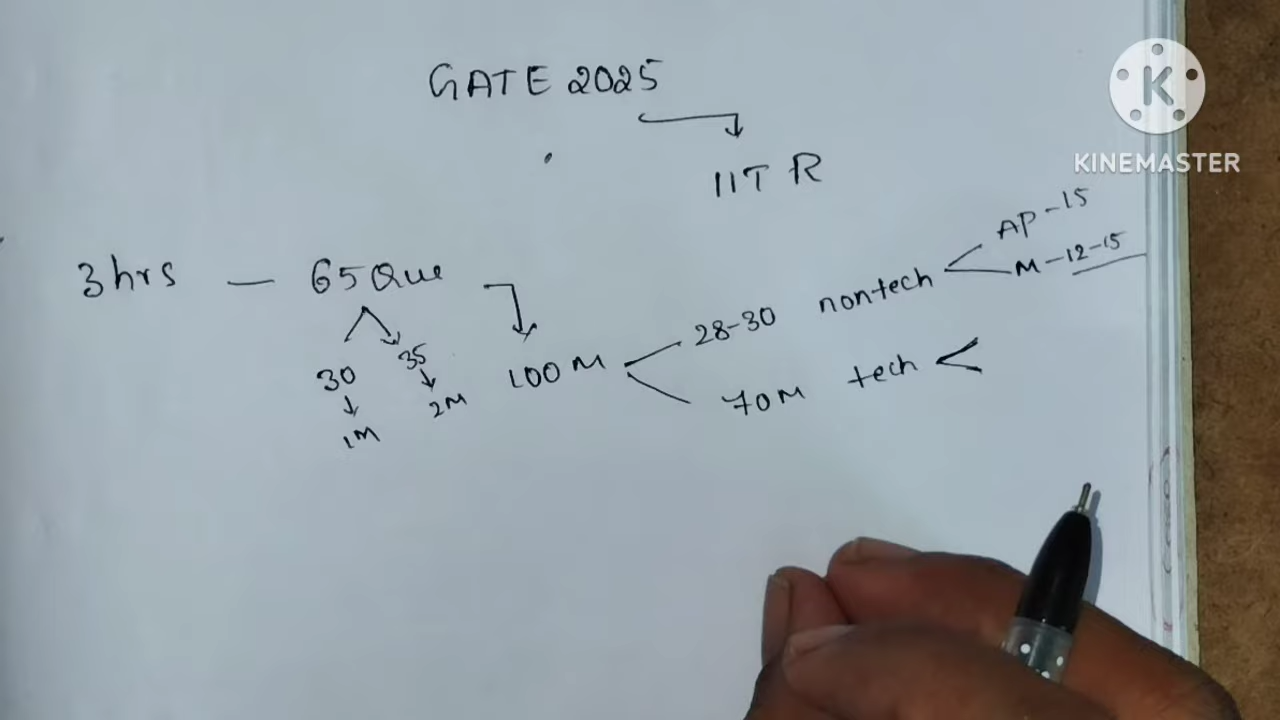 GATE 2025
IIT R
KINEMASTER
3hrs — 65 Que
30
1M
35
2M
100 M
28-30 nontech
AP-15
M-12-15
70M tech